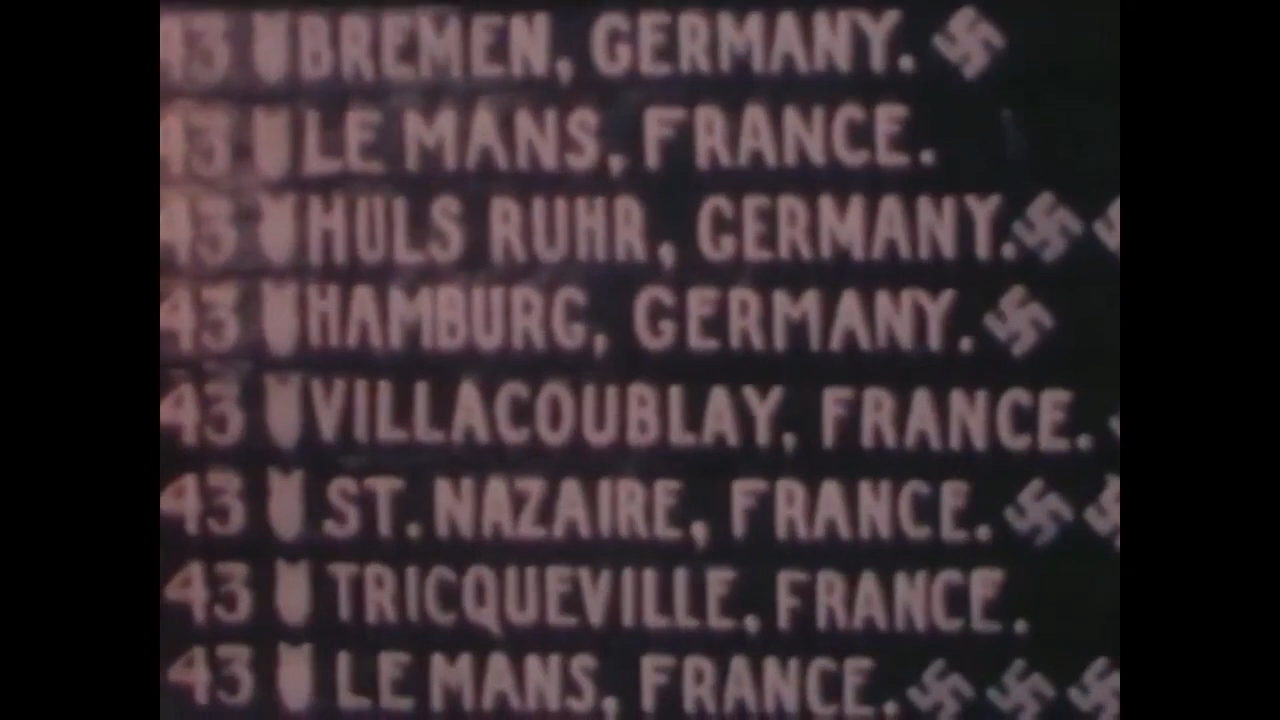 43 BREMEN, GERMANY.
43 LE MANS, FRANCE.
43 HULS RUHR, GERMANY.
43 HAMBURG, GERMANY.
43 VILLACOUBLAY, FRANCE.
43 ST. NAZAIRE, FRANCE.
43 TRICQUEVILLE, FRANCE.
43 LE MANS, FRANCE.